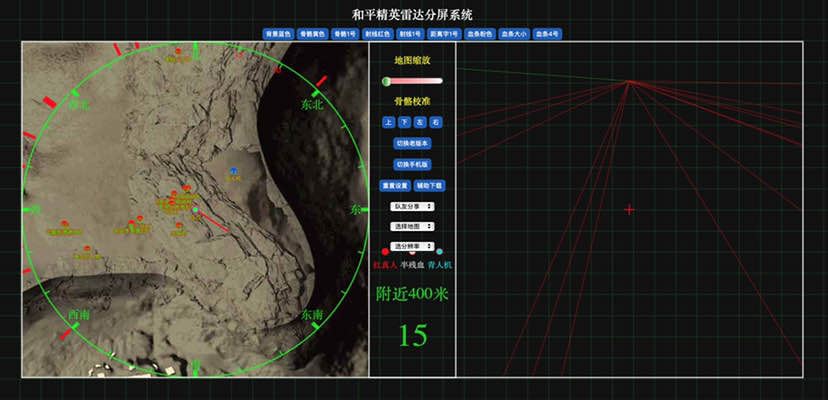 和平精英雷达分屏系统
背景蓝色 骨骼黄色 骨骼1号 射线红色 射线1号 距离字1号 血条粉色 血条大小 血条4号
西北
东北
西
东
西南
东南
地图缩放
骨骼校准
上 下 左 右
切换老版本
切换手机版
重置设置 辅助下载
队友分享
选择地图
选分辨率
红真人 半残血 青人机
附近400米
15